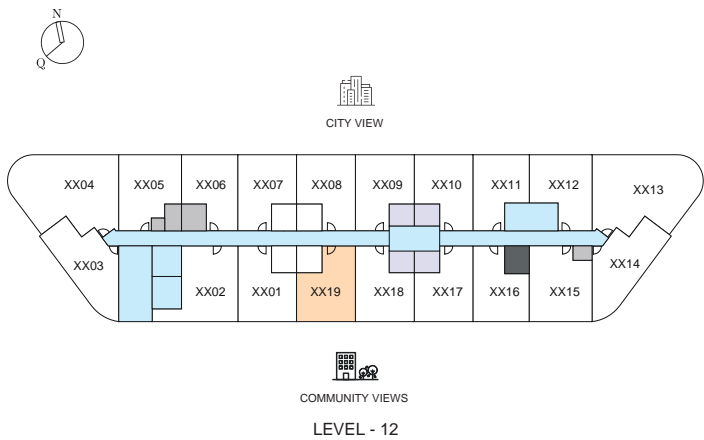 N
Q
CITY VIEW
XX04 XX05 XX06 XX07 XX08 XX09 XX10 XX11 XX12 XX13
XX03 XX14
XX02 XX01 XX19 XX18 XX17 XX16 XX15
COMMUNITY VIEWS
LEVEL - 12